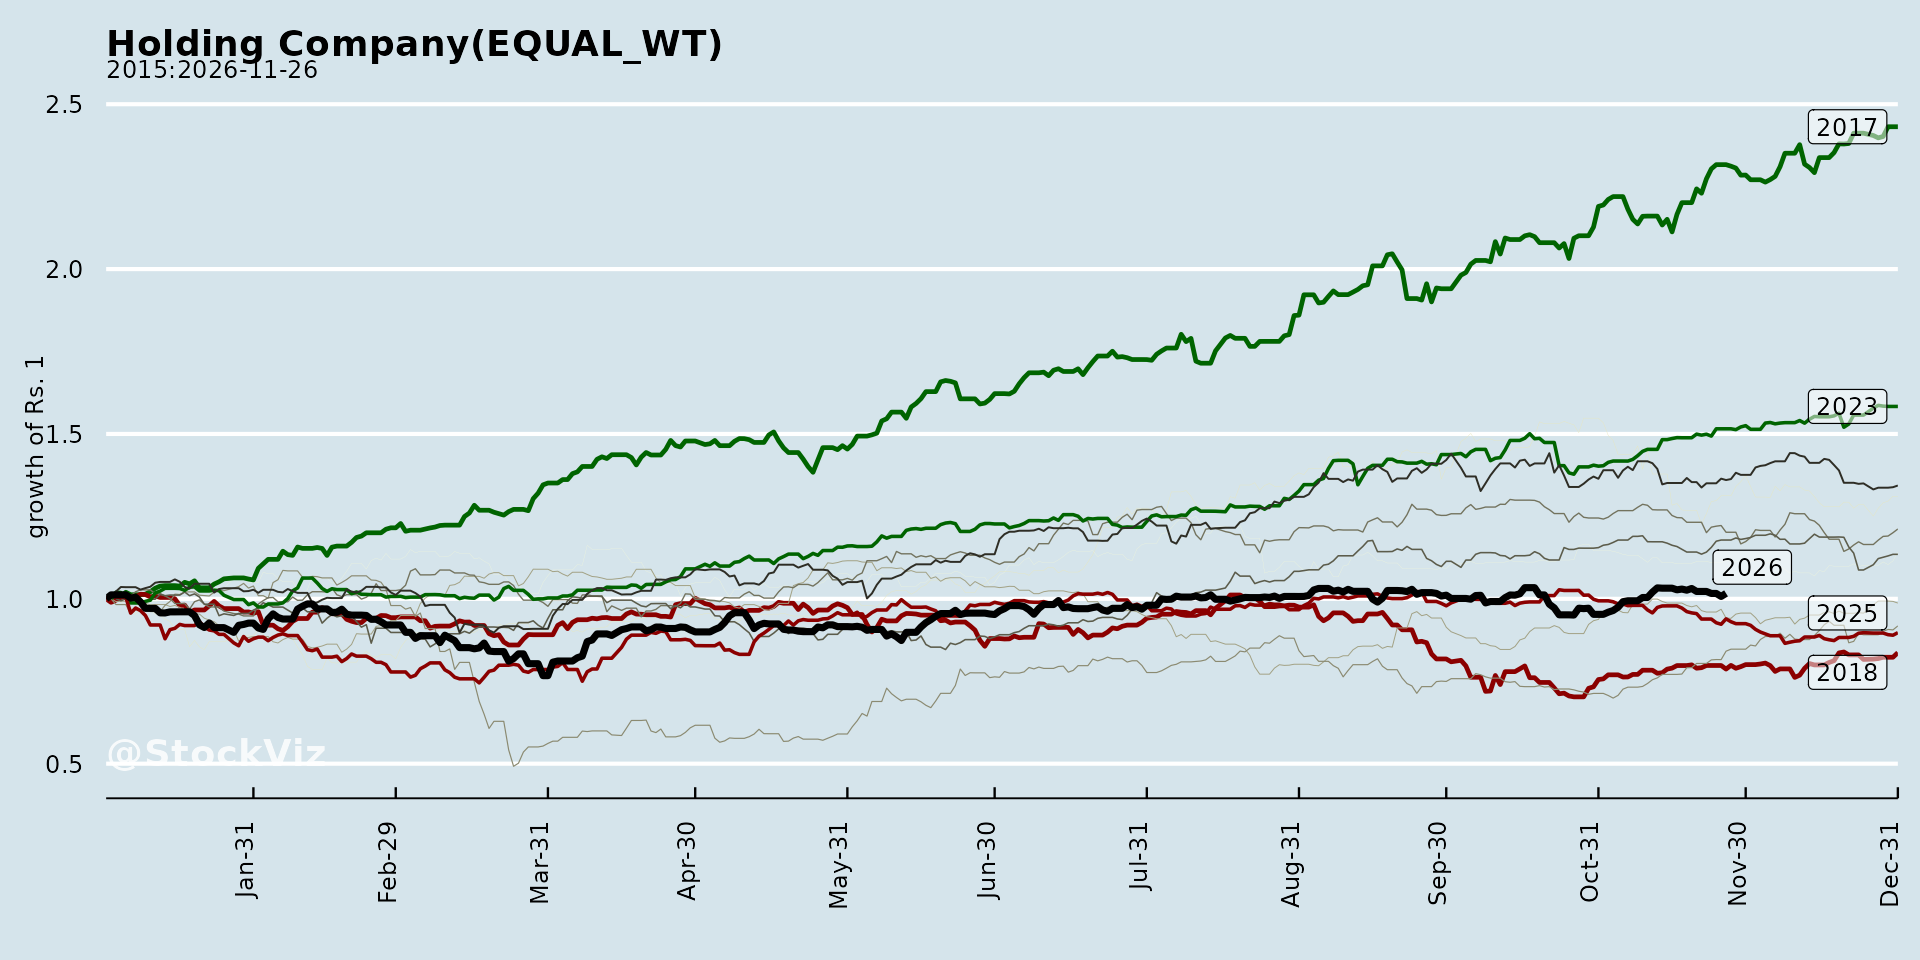 Holding Company(EQUAL_WT)
2015:2026-11-26
growth of Rs. 1
2.5
2.0
1.5
1.0
0.5
2017
2023
2026
2025
2018
@StockViz
Jan-31
Feb-29
Mar-31
Apr-30
May-31
Jun-30
Jul-31
Aug-31
Sep-30
Oct-31
Nov-30
Dec-31